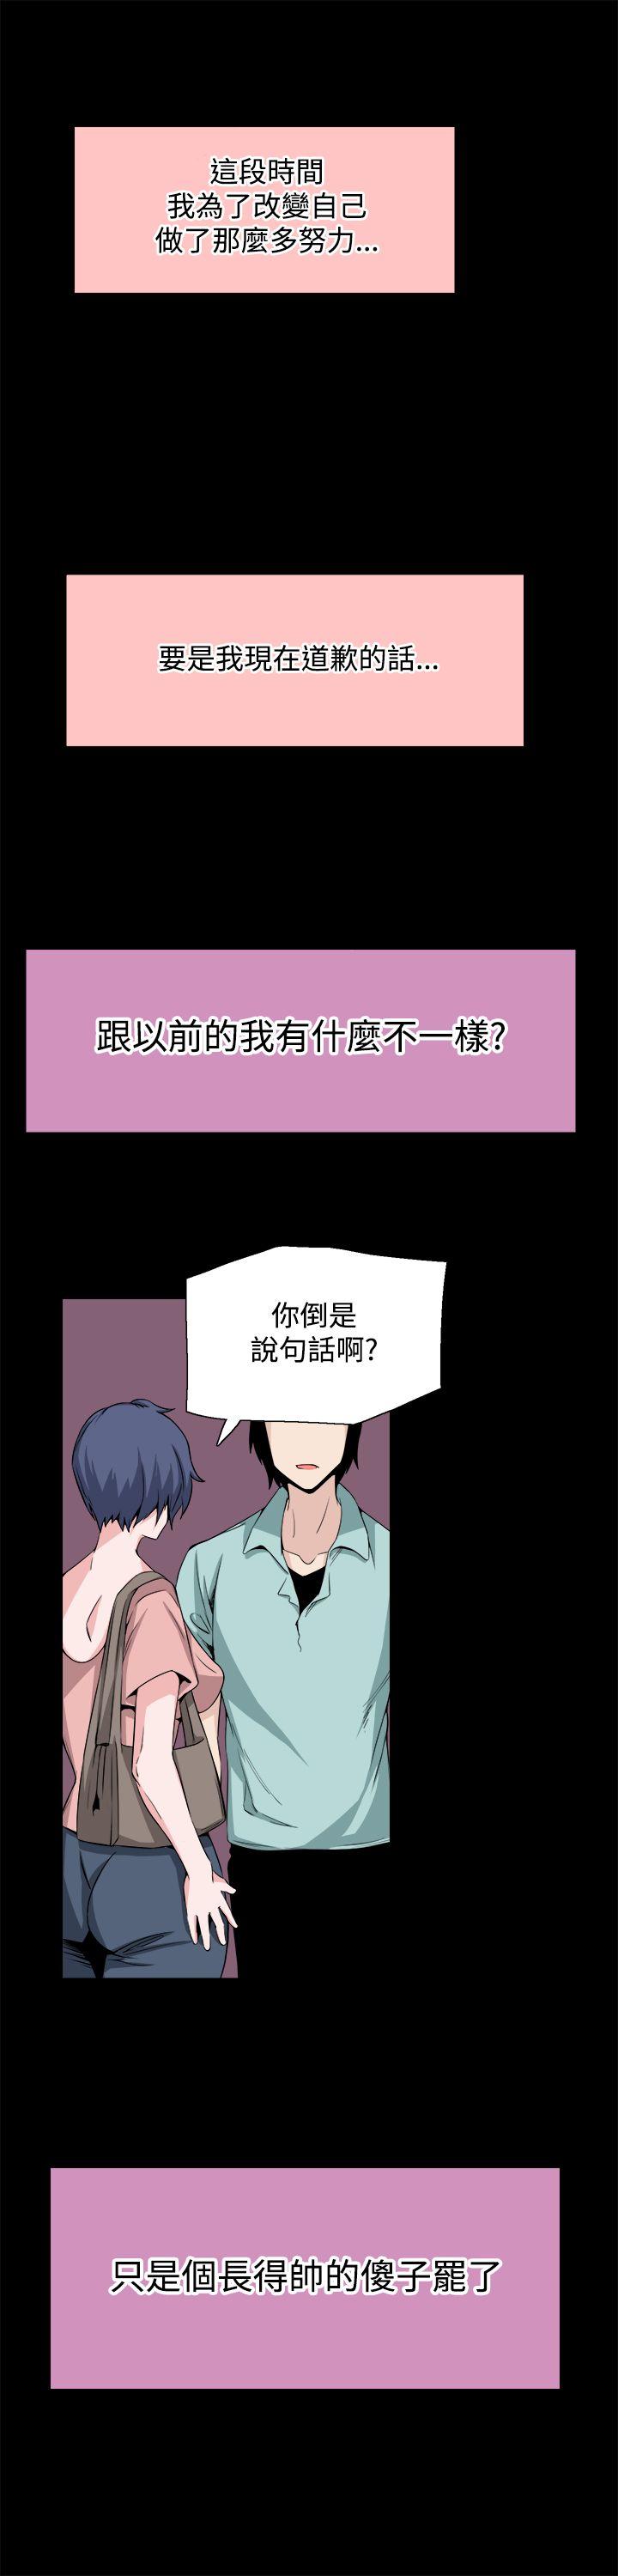 這段時間
我為了改變自己
做了那麼多努力...
要是我現在道歉的話...
跟以前的我有什麼不一樣?
你倒是
說句話啊?
只是個長得帥的傻子罷了